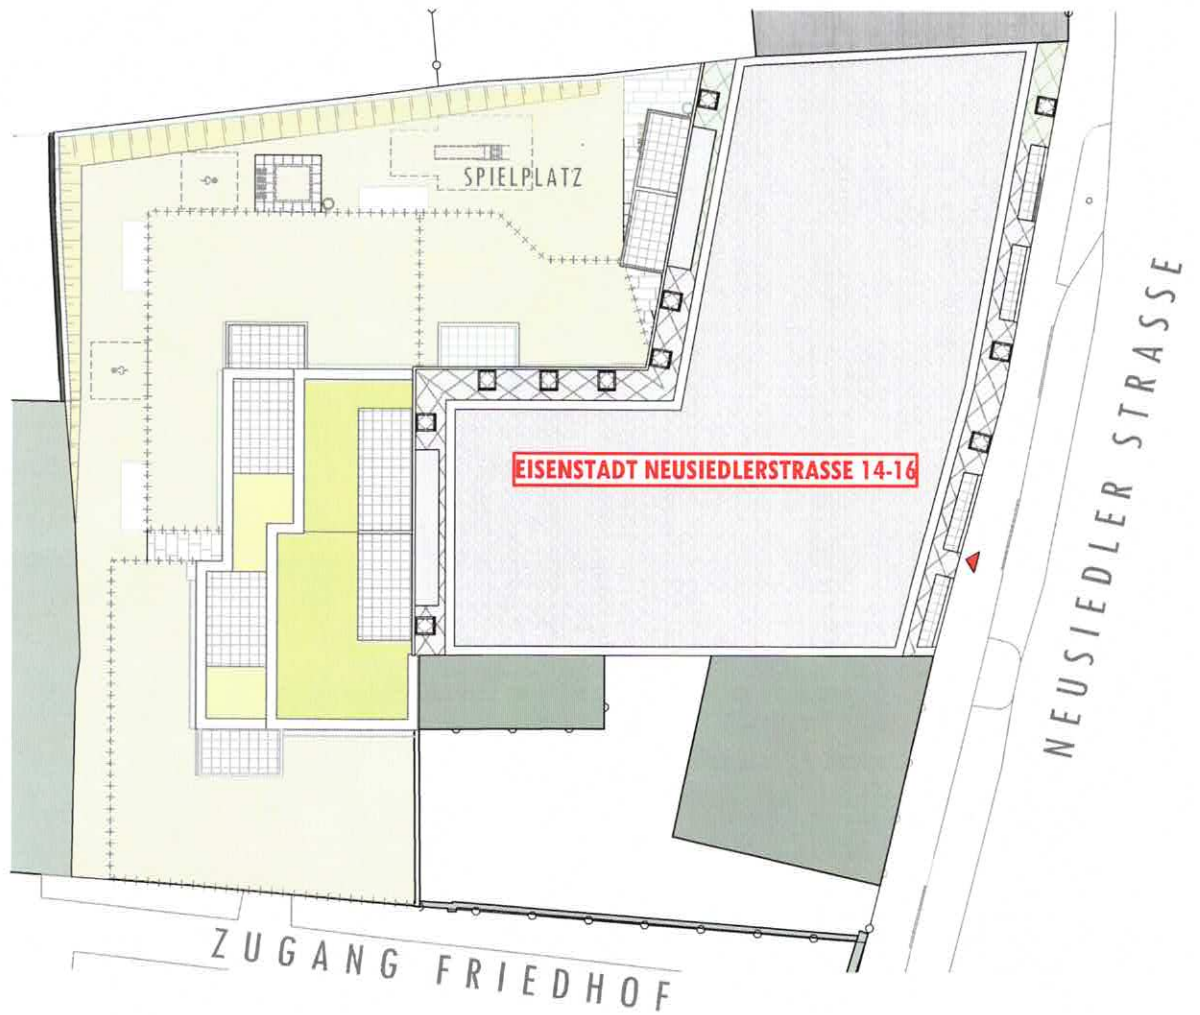 SPIELPLATZ
EISENSTADT NEUSIEDLERSTRASSE 14-16
NEUSIEDLER STRASSE
ZUGANG FRIEDHOF